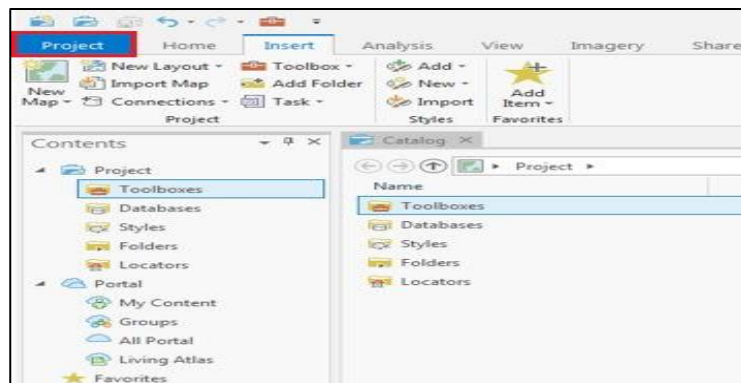 Project Home Insert Analysis View Imagery Share
New Map New Layout Toolbox Add Add Item
Import Map Add Folder New
Connections Task Import
Project Styles Favorites
Contents
Project
Toolboxes
Databases
Styles
Folders
Locators
Portal
My Content
Groups
All Portal
Living Atlas
Favorites
Catalog
Project
Name
Toolboxes
Databases
Styles
Folders
Locators